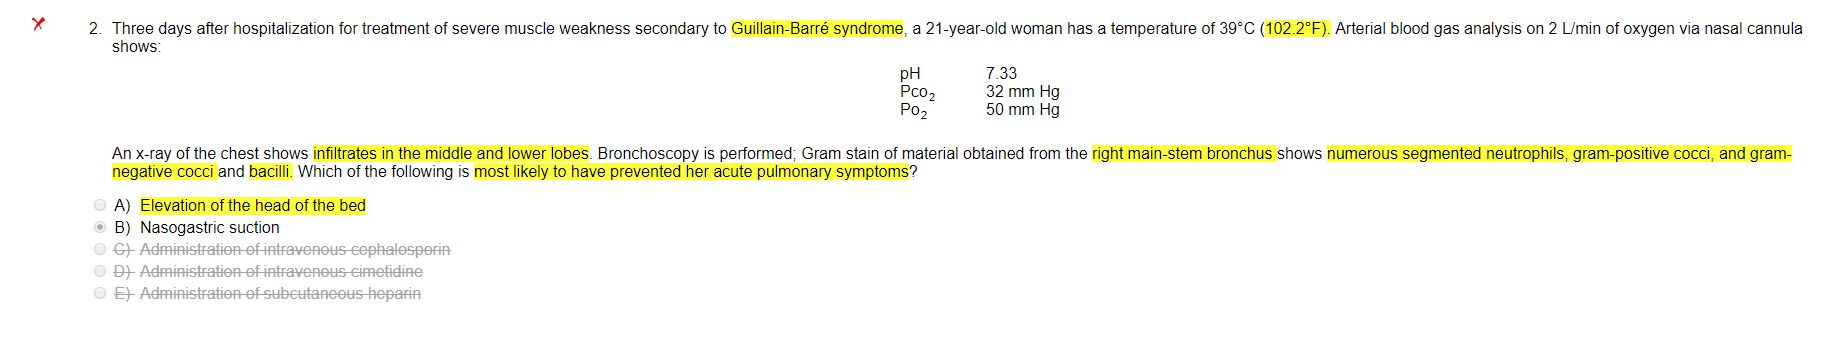 2. Three days after hospitalization for treatment of severe muscle weakness secondary to Guillain-Barré syndrome, a 21-year-old woman has a temperature of 39°C (102.2°F). Arterial blood gas analysis on 2 L/min of oxygen via nasal cannula
shows:
pH 7.33
Pco2 32 mm Hg
Po2 50 mm Hg
An x-ray of the chest shows infiltrates in the middle and lower lobes. Bronchoscopy is performed; Gram stain of material obtained from the right main-stem bronchus shows numerous segmented neutrophils, gram-positive cocci, and gram-
negative cocci and bacilli. Which of the following is most likely to have prevented her acute pulmonary symptoms?
A) Elevation of the head of the bed
B) Nasogastric suction
C) Administration of intravenous cephalosporin
D) Administration of intravenous cimetidine
E) Administration of subcutaneous heparin